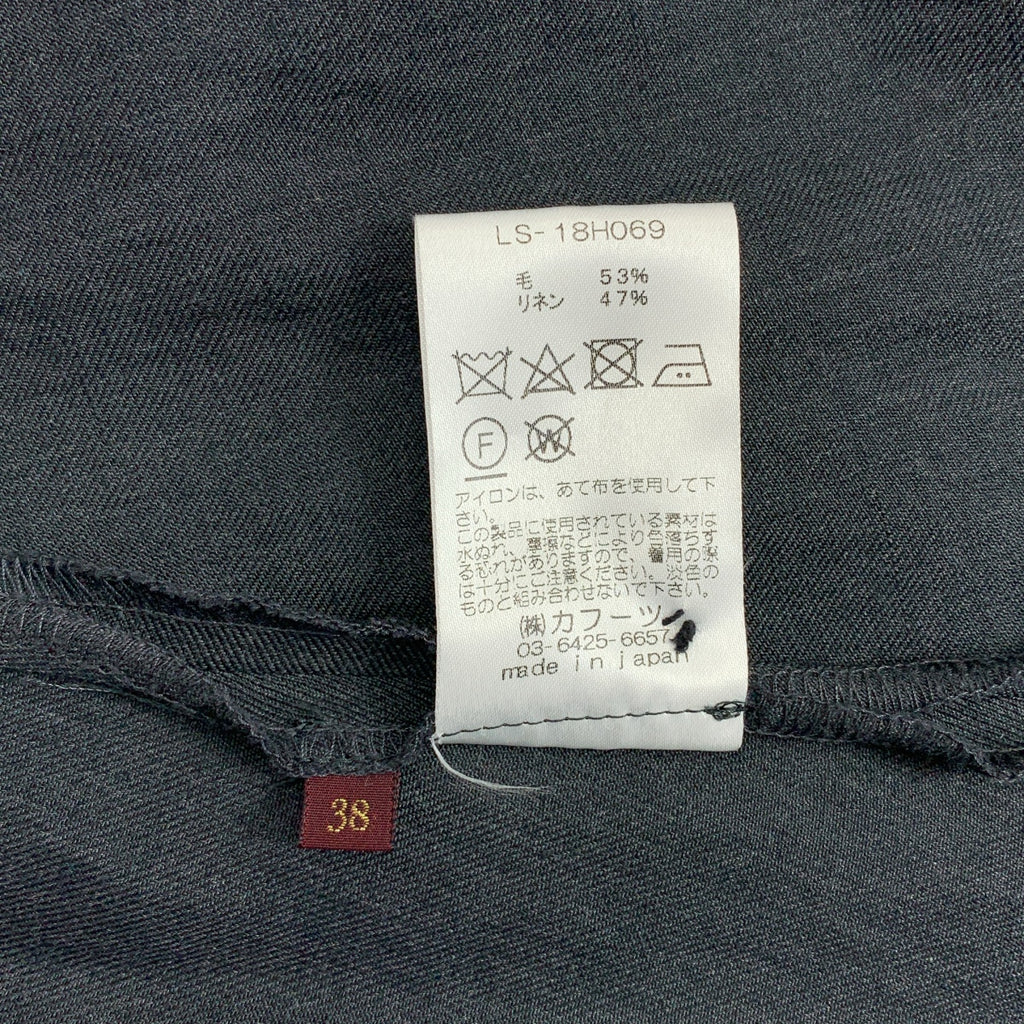 LS-18H069
毛 53%
リネン 47%
F
W
アイロンは、あて布を使用して下
さい。
この製品に使用されている素材は
水ぬれ、摩擦などにより色落ちす
る恐れがありますので、着用の際
は十分にご注意ください。淡色の
ものと組み合わせないで下さい。
(株)カフーツ
03-6425-6657
made in japan
38